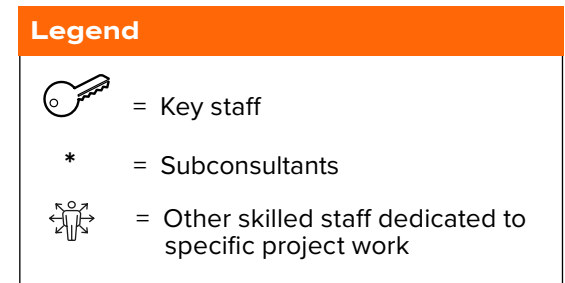 Legend
= Key staff
* = Subconsultants
= Other skilled staff dedicated to
specific project work